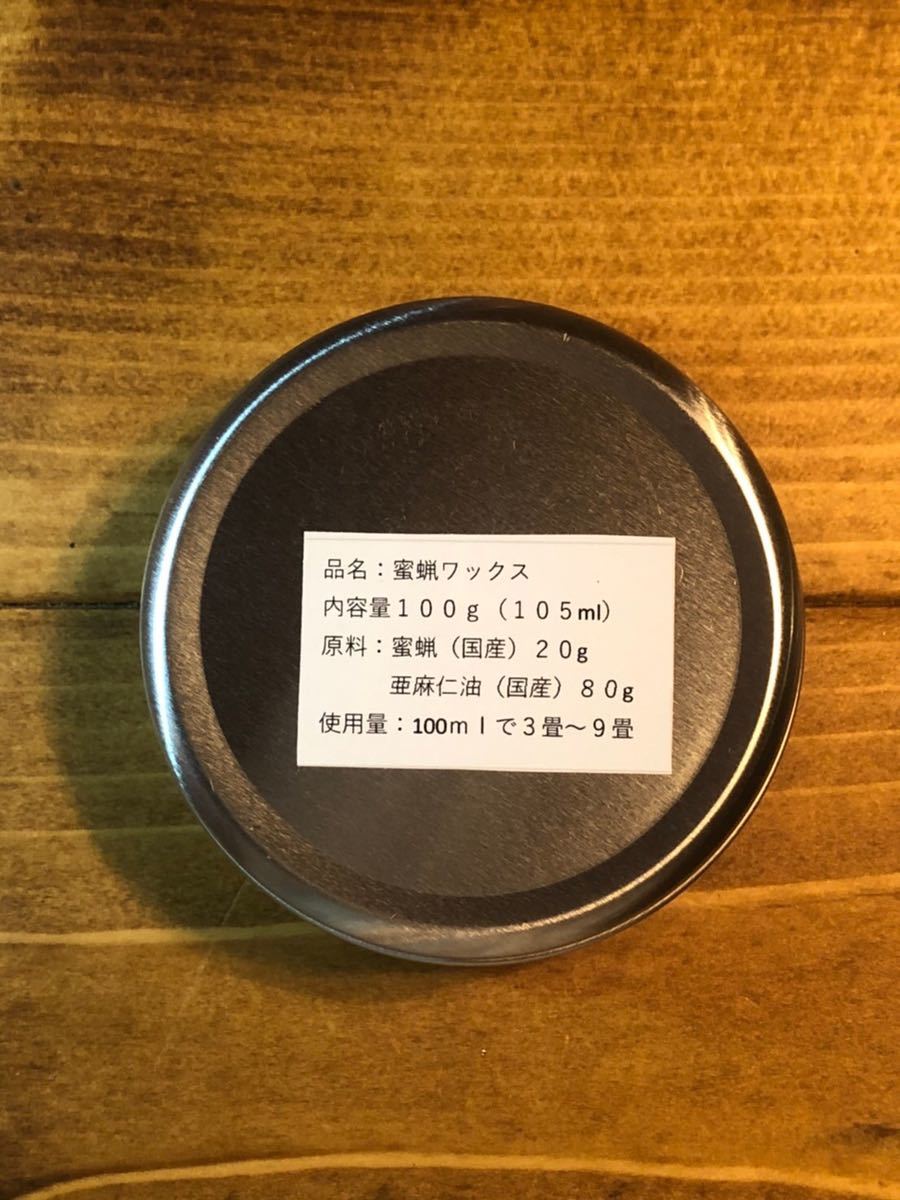 品名：蜜蝋ワックス
内容量１００ｇ（１０５ml）
原料：蜜蝋（国産）２０g
亜麻仁油（国産）８０g
使用量：100ｍｌで３畳～９畳